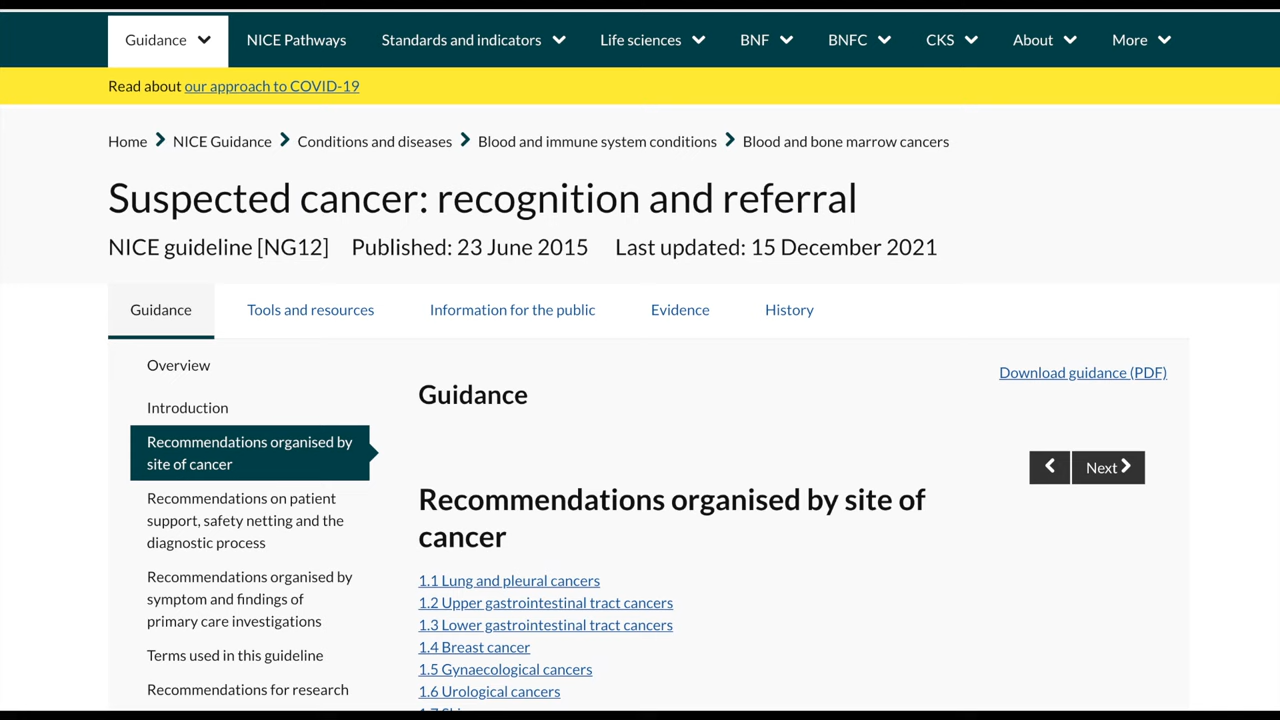 Guidance NICE Pathways Standards and indicators Life sciences BNF BNFC CKS About More
Read about our approach to COVID-19
Home NICE Guidance Conditions and diseases Blood and immune system conditions Blood and bone marrow cancers
Suspected cancer: recognition and referral
NICE guideline [NG12] Published: 23 June 2015 Last updated: 15 December 2021
Guidance Tools and resources Information for the public Evidence History
Overview
Introduction
Recommendations organised by
site of cancer
Recommendations on patient
support, safety netting and the
diagnostic process
Recommendations organised by
symptom and findings of
primary care investigations
Terms used in this guideline
Recommendations for research
Download guidance (PDF)
Guidance
Next
Recommendations organised by site of
cancer
1.1 Lung and pleural cancers
1.2 Upper gastrointestinal tract cancers
1.3 Lower gastrointestinal tract cancers
1.4 Breast cancer
1.5 Gynaecological cancers
1.6 Urological cancers